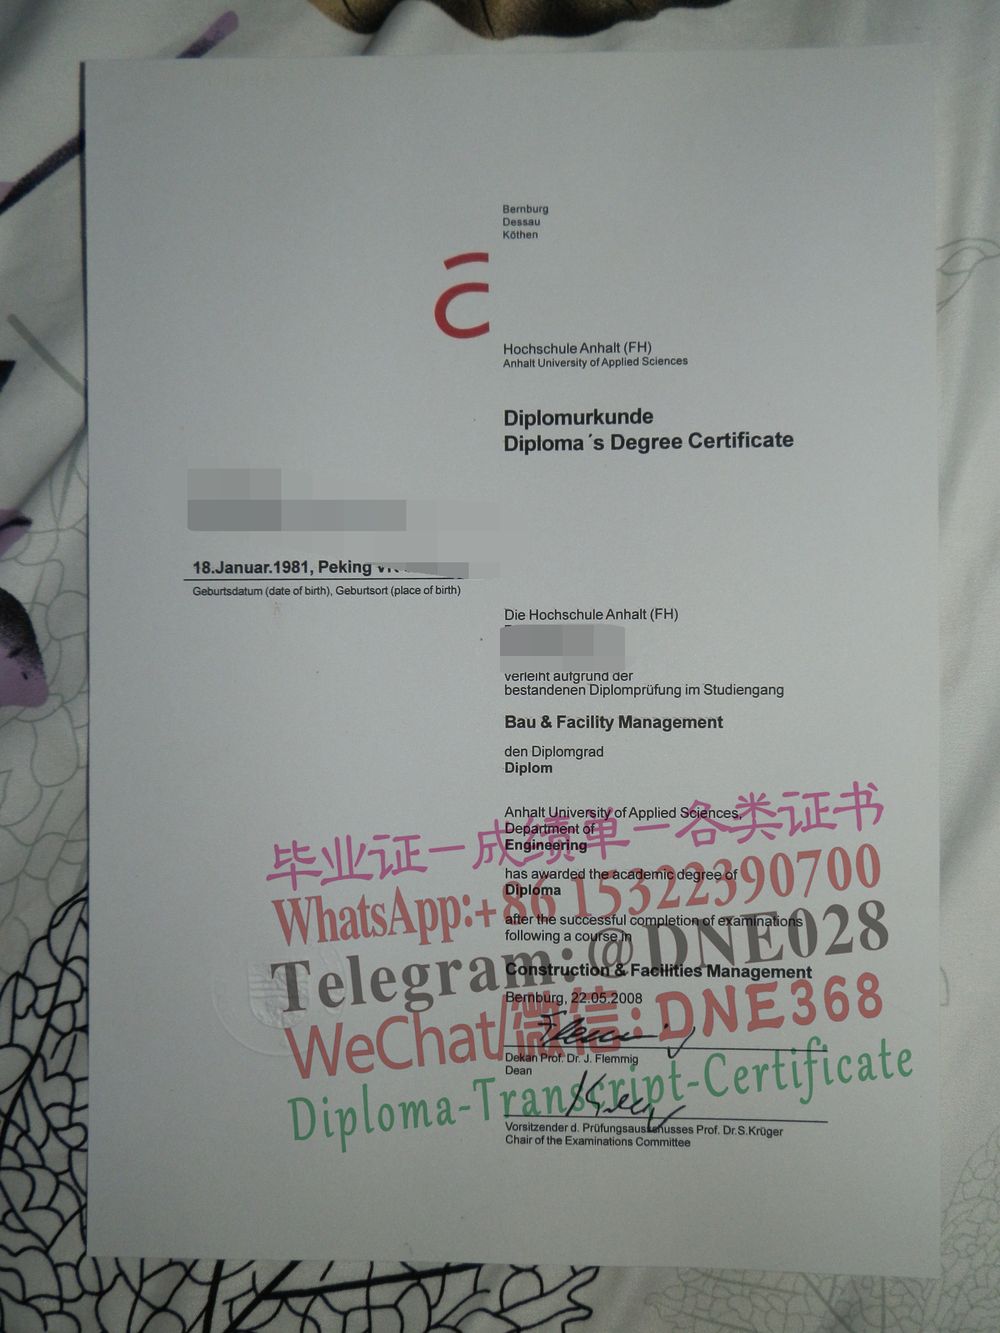 Bernburg
Dessau
Köthen
Hochschule Anhalt (FH)
Anhalt University of Applied Sciences
Diplomurkunde
Diploma´s Degree Certificate
18.Januar.1981, Peking
Geburtsdatum (date of birth), Geburtsort (place of birth)
Die Hochschule Anhalt (FH)
verleiht aufgrund der
bestandenen Diplomprüfung im Studiengang
Bau & Facility Management
den Diplomgrad
Diplom
毕业证一成绩单一各类证书
Anhalt University of Applied Sciences,
Department of
Engineering
has awarded the academic degree of
Diploma
WhatsApp:+86 15322390700
after the successful completion of examinations
following a course in
Telegram:@DNE028
Construction & Facilities Management
Bernburg, 22.05.2008
WeChat/微信:DNE368
Dekan Prof. Dr. J. Flemmig
Dean
Diploma-Transcript-Certificate
Vorsitzender d. Prüfungsausschusses Prof. Dr.S.Krüger
Chair of the Examinations Committee